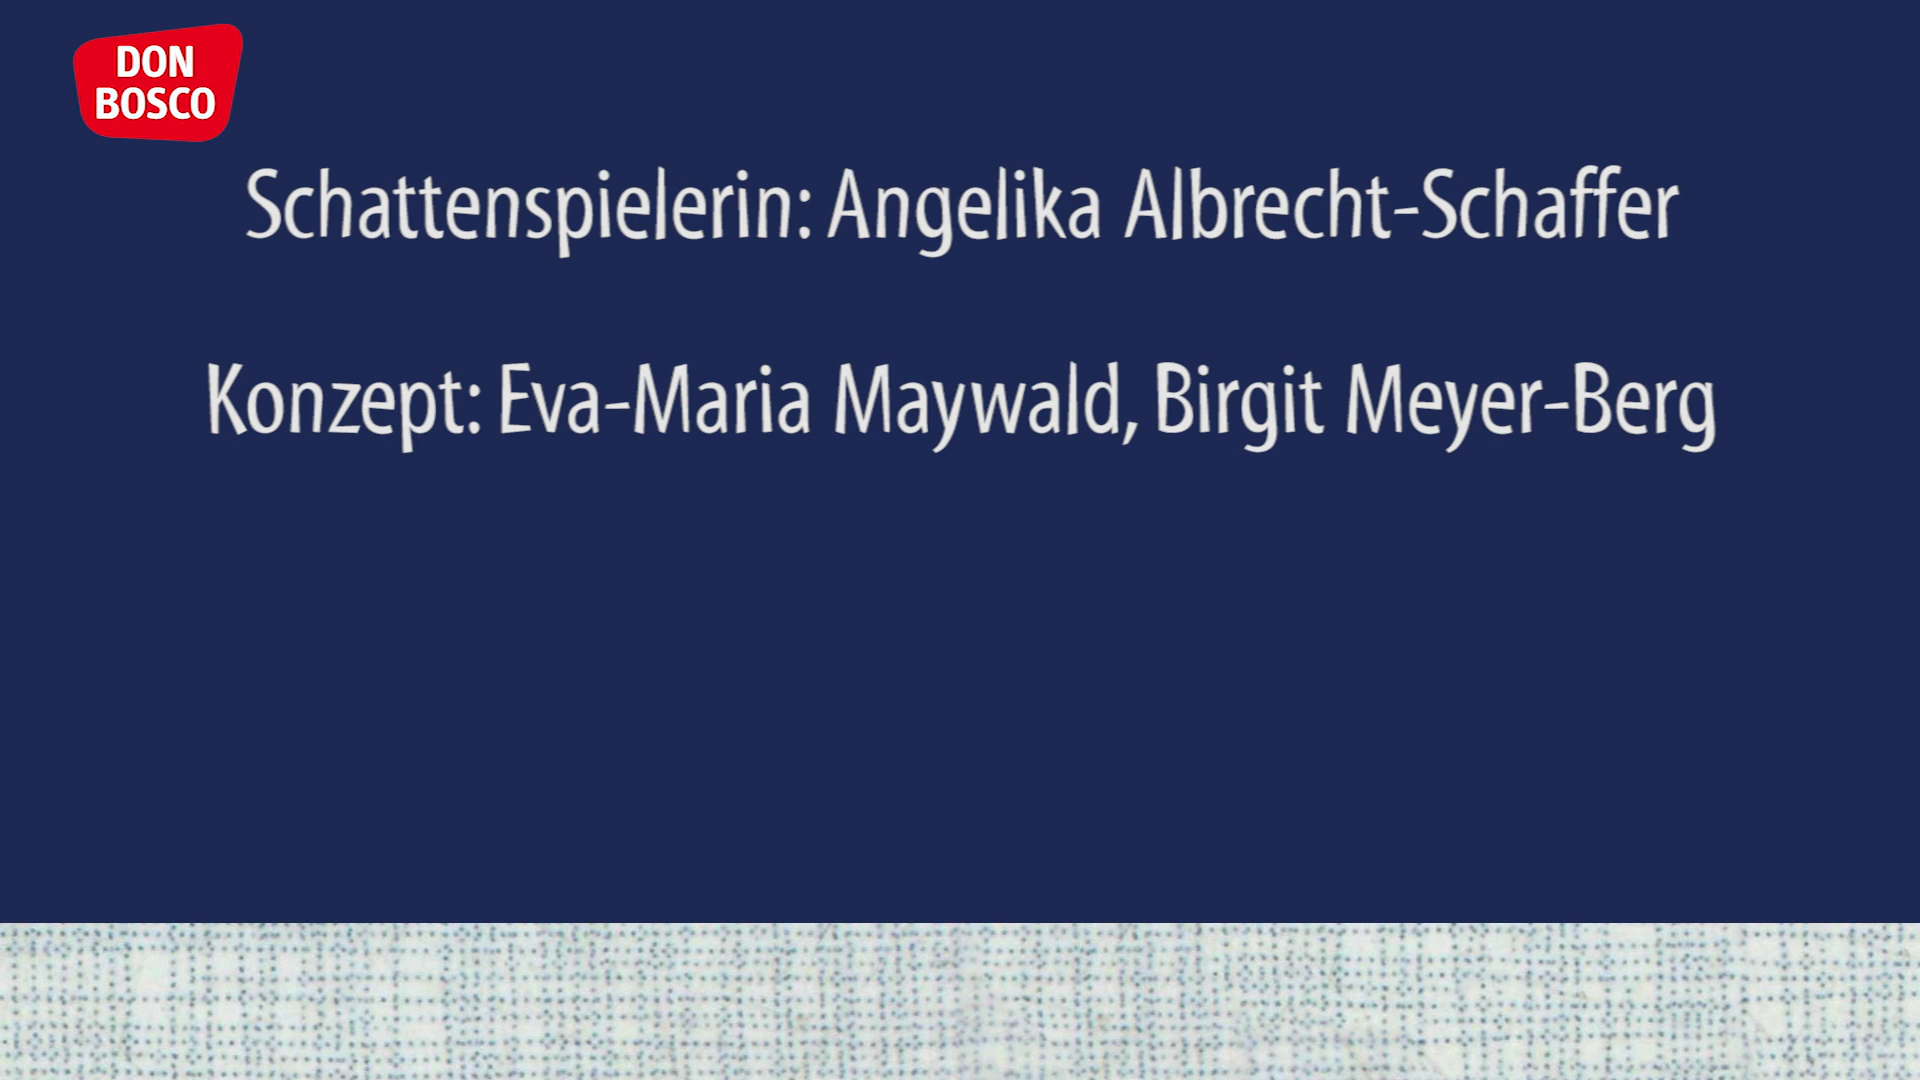 DON
BOSCO
Schattenspielerin: Angelika Albrecht-Schaffer
Konzept: Eva-Maria Maywald, Birgit Meyer-Berg